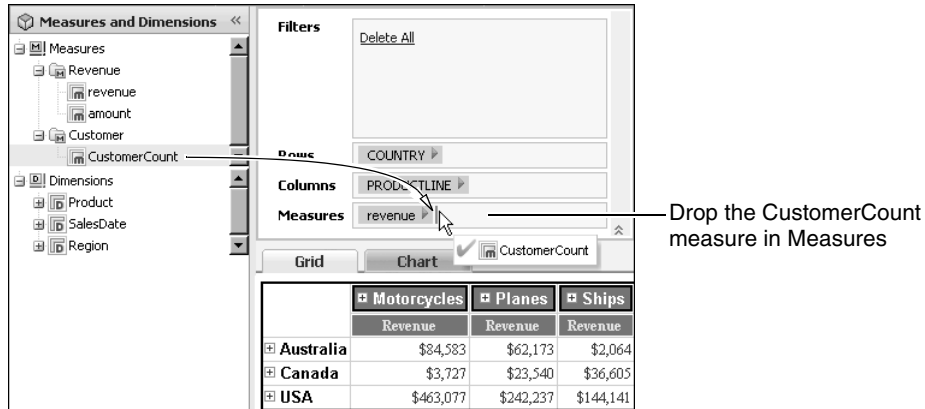 Measures and Dimensions «
Measures
Revenue
revenue
amount
Customer
CustomerCount
Dimensions
Product
SalesDate
Region
Filters
Delete All
Rows COUNTRY
Columns PRODUCTLINE
Measures revenue
CustomerCount
Drop the CustomerCount
measure in Measures
Grid Chart
Motorcycles Planes Ships
Revenue Revenue Revenue
Australia $84,583 $62,173 $2,064
Canada $3,727 $23,540 $36,605
USA $463,077 $242,237 $144,141